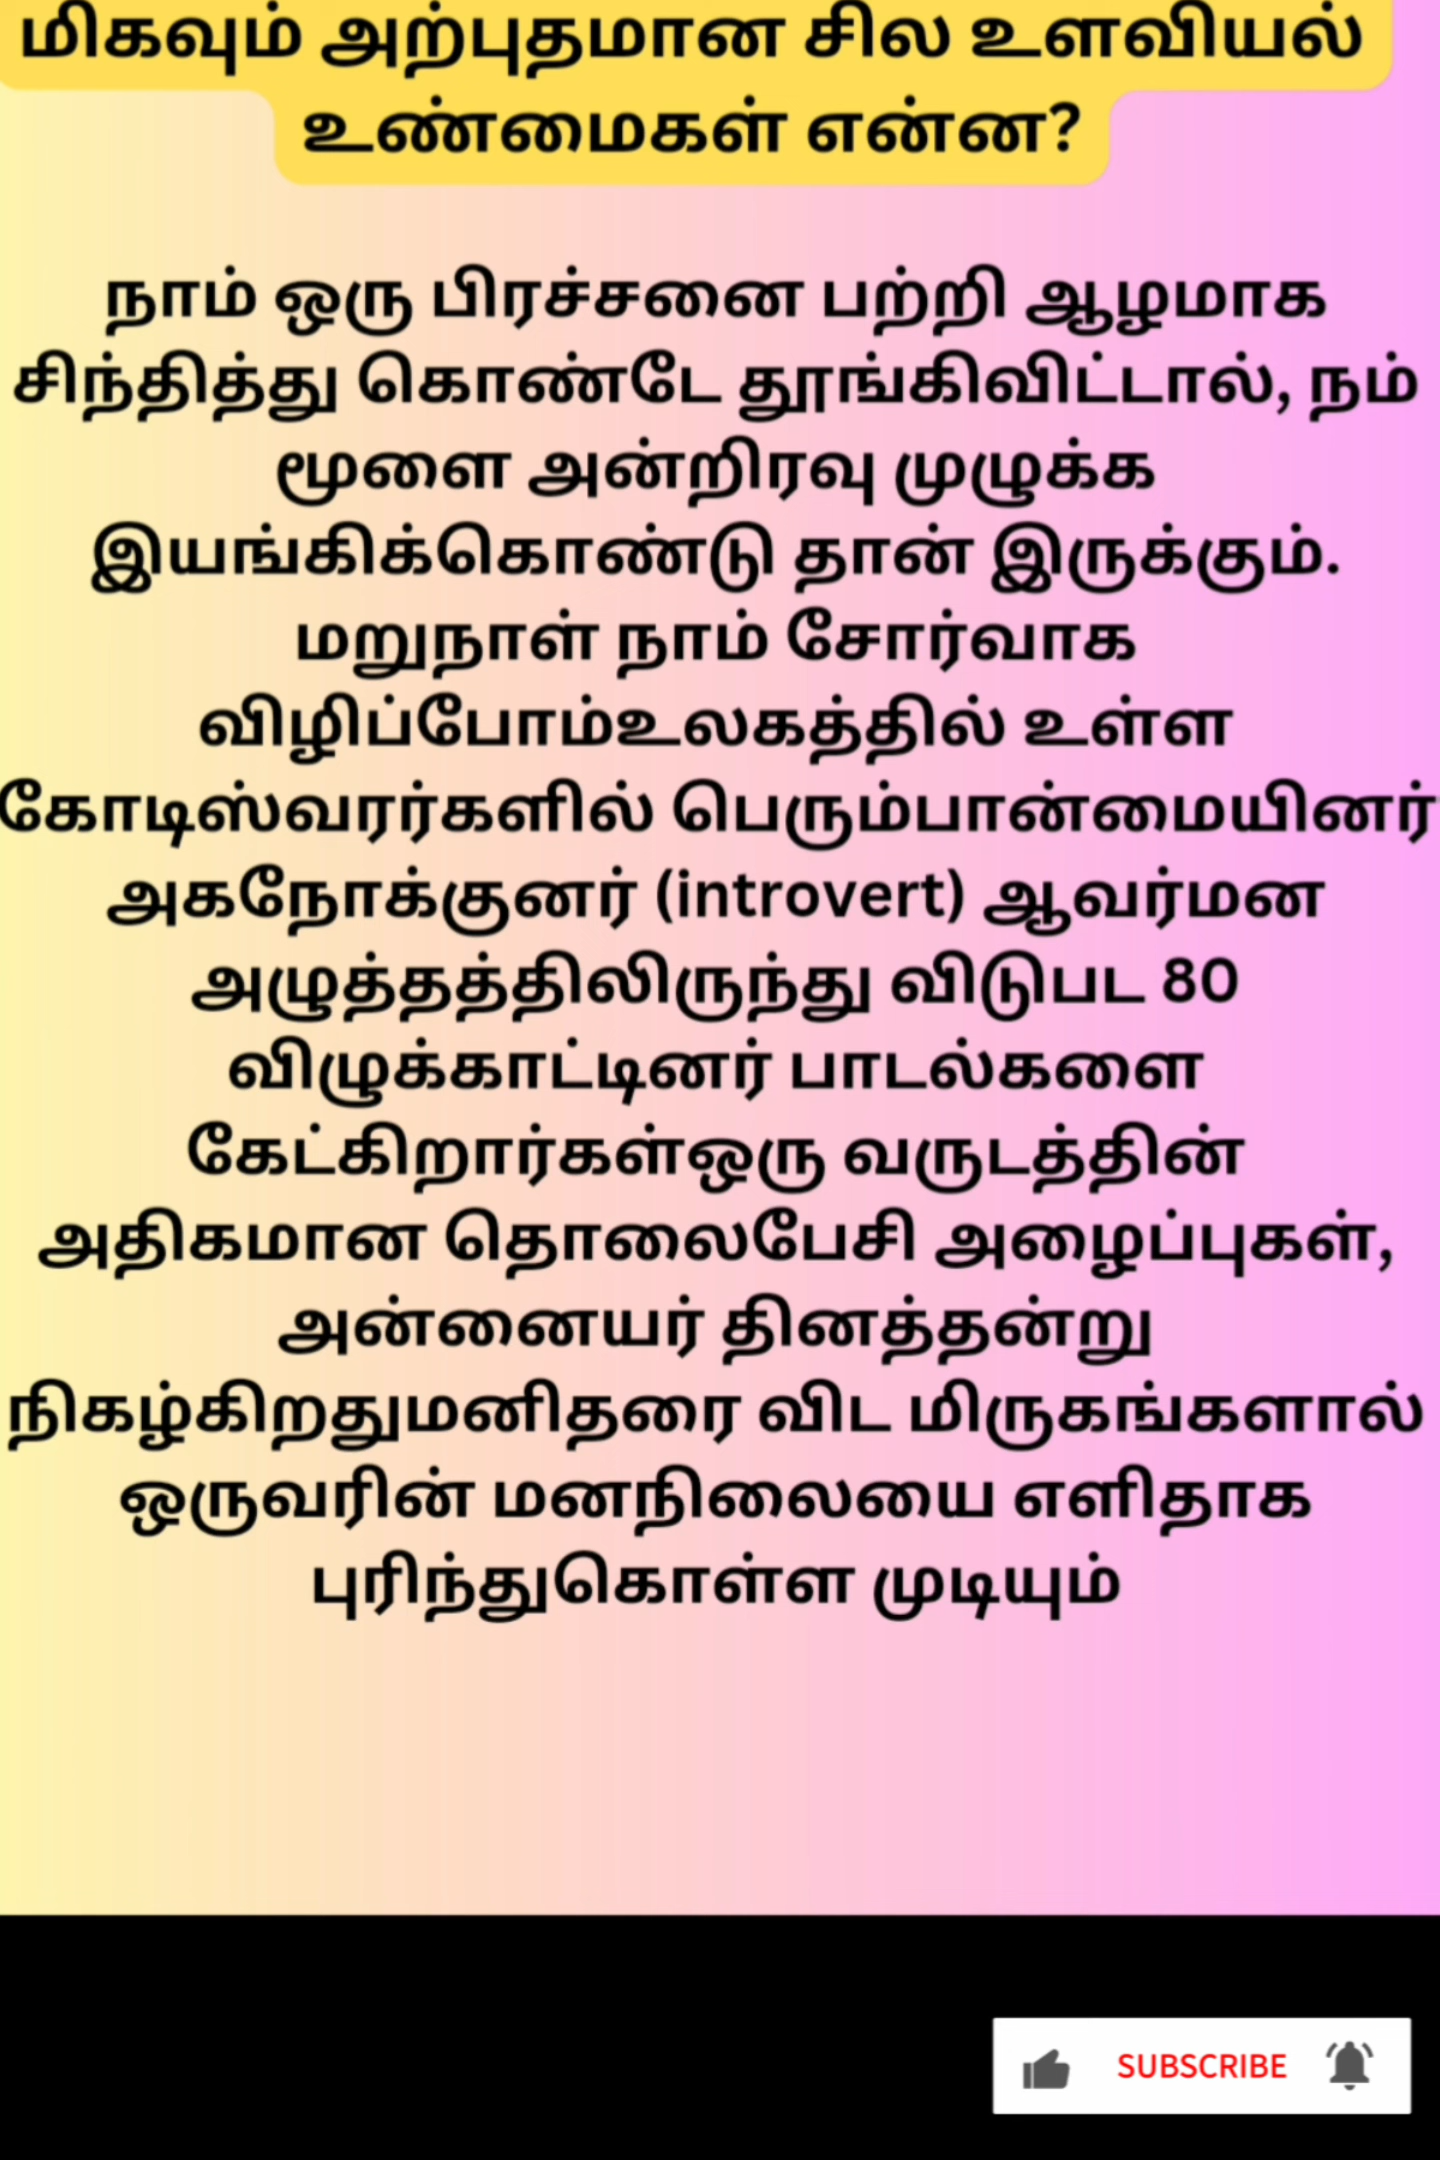 மிகவும் அற்புதமான சில உளவியல்
உண்மைகள் என்ன?
நாம் ஒரு பிரச்சனை பற்றி ஆழமாக
சிந்தித்து கொண்டே தூங்கிவிட்டால், நம்
மூளை அன்றிரவு முழுக்க
இயங்கிக்கொண்டு தான் இருக்கும்.
மறுநாள் நாம் சோர்வாக
விழிப்போம்உலகத்தில் உள்ள
கோடிஸ்வரர்களில் பெரும்பான்மையினர்
அகநோக்குனர் (introvert) ஆவர்மன
அழுத்தத்திலிருந்து விடுபட 80
விழுக்காட்டினர் பாடல்களை
கேட்கிறார்கள்ஒரு வருடத்தின்
அதிகமான தொலைபேசி அழைப்புகள்,
அன்னையர் தினத்தன்று
நிகழ்கிறதுமனிதரை விட மிருகங்களால்
ஒருவரின் மனநிலையை எளிதாக
புரிந்துகொள்ள முடியும்
SUBSCRIBE